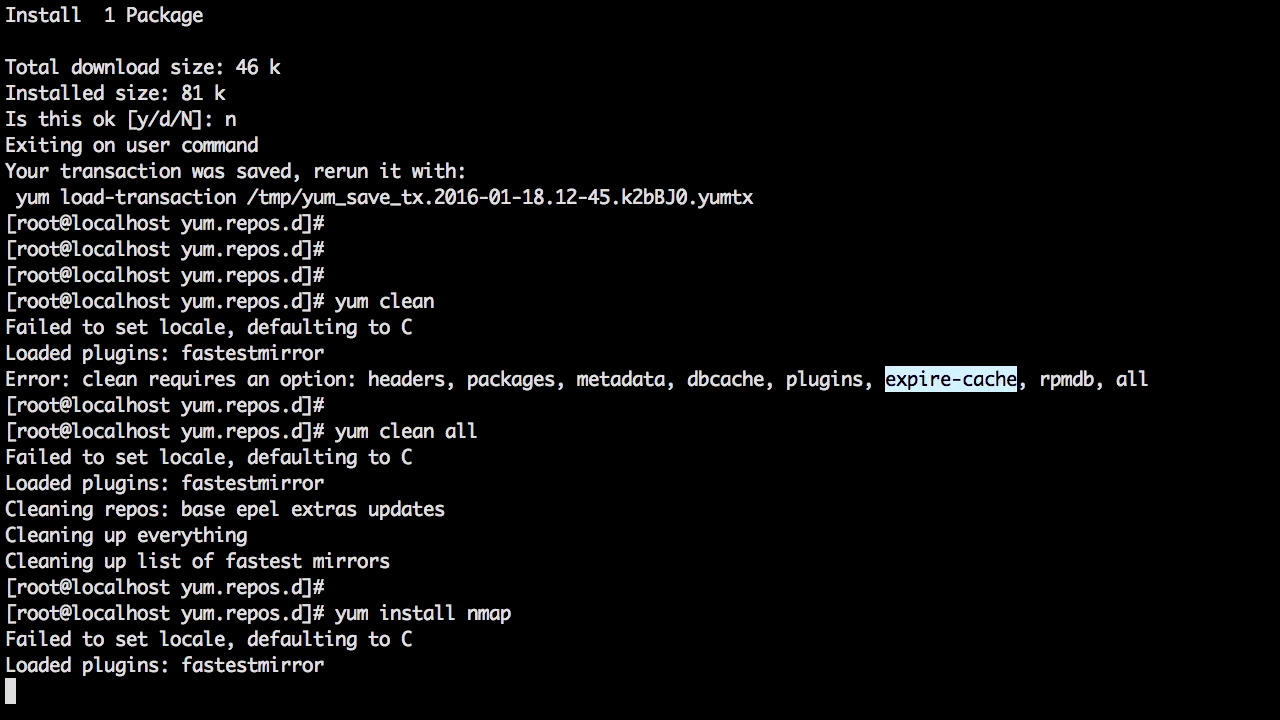 Install  1 Package
Total download size: 46 k
Installed size: 81 k
Is this ok [y/d/N]: n
Exiting on user command
Your transaction was saved, rerun it with:
 yum load-transaction /tmp/yum_save_tx.2016-01-18.12-45.k2bBJ0.yumtx
[root@localhost yum.repos.d]#
[root@localhost yum.repos.d]#
[root@localhost yum.repos.d]#
[root@localhost yum.repos.d]# yum clean
Failed to set locale, defaulting to C
Loaded plugins: fastestmirror
Error: clean requires an option: headers, packages, metadata, dbcache, plugins, expire-cache, rpmdb, all
[root@localhost yum.repos.d]#
[root@localhost yum.repos.d]# yum clean all
Failed to set locale, defaulting to C
Loaded plugins: fastestmirror
Cleaning repos: base epel extras updates
Cleaning up everything
Cleaning up list of fastest mirrors
[root@localhost yum.repos.d]#
[root@localhost yum.repos.d]# yum install nmap
Failed to set locale, defaulting to C
Loaded plugins: fastestmirror